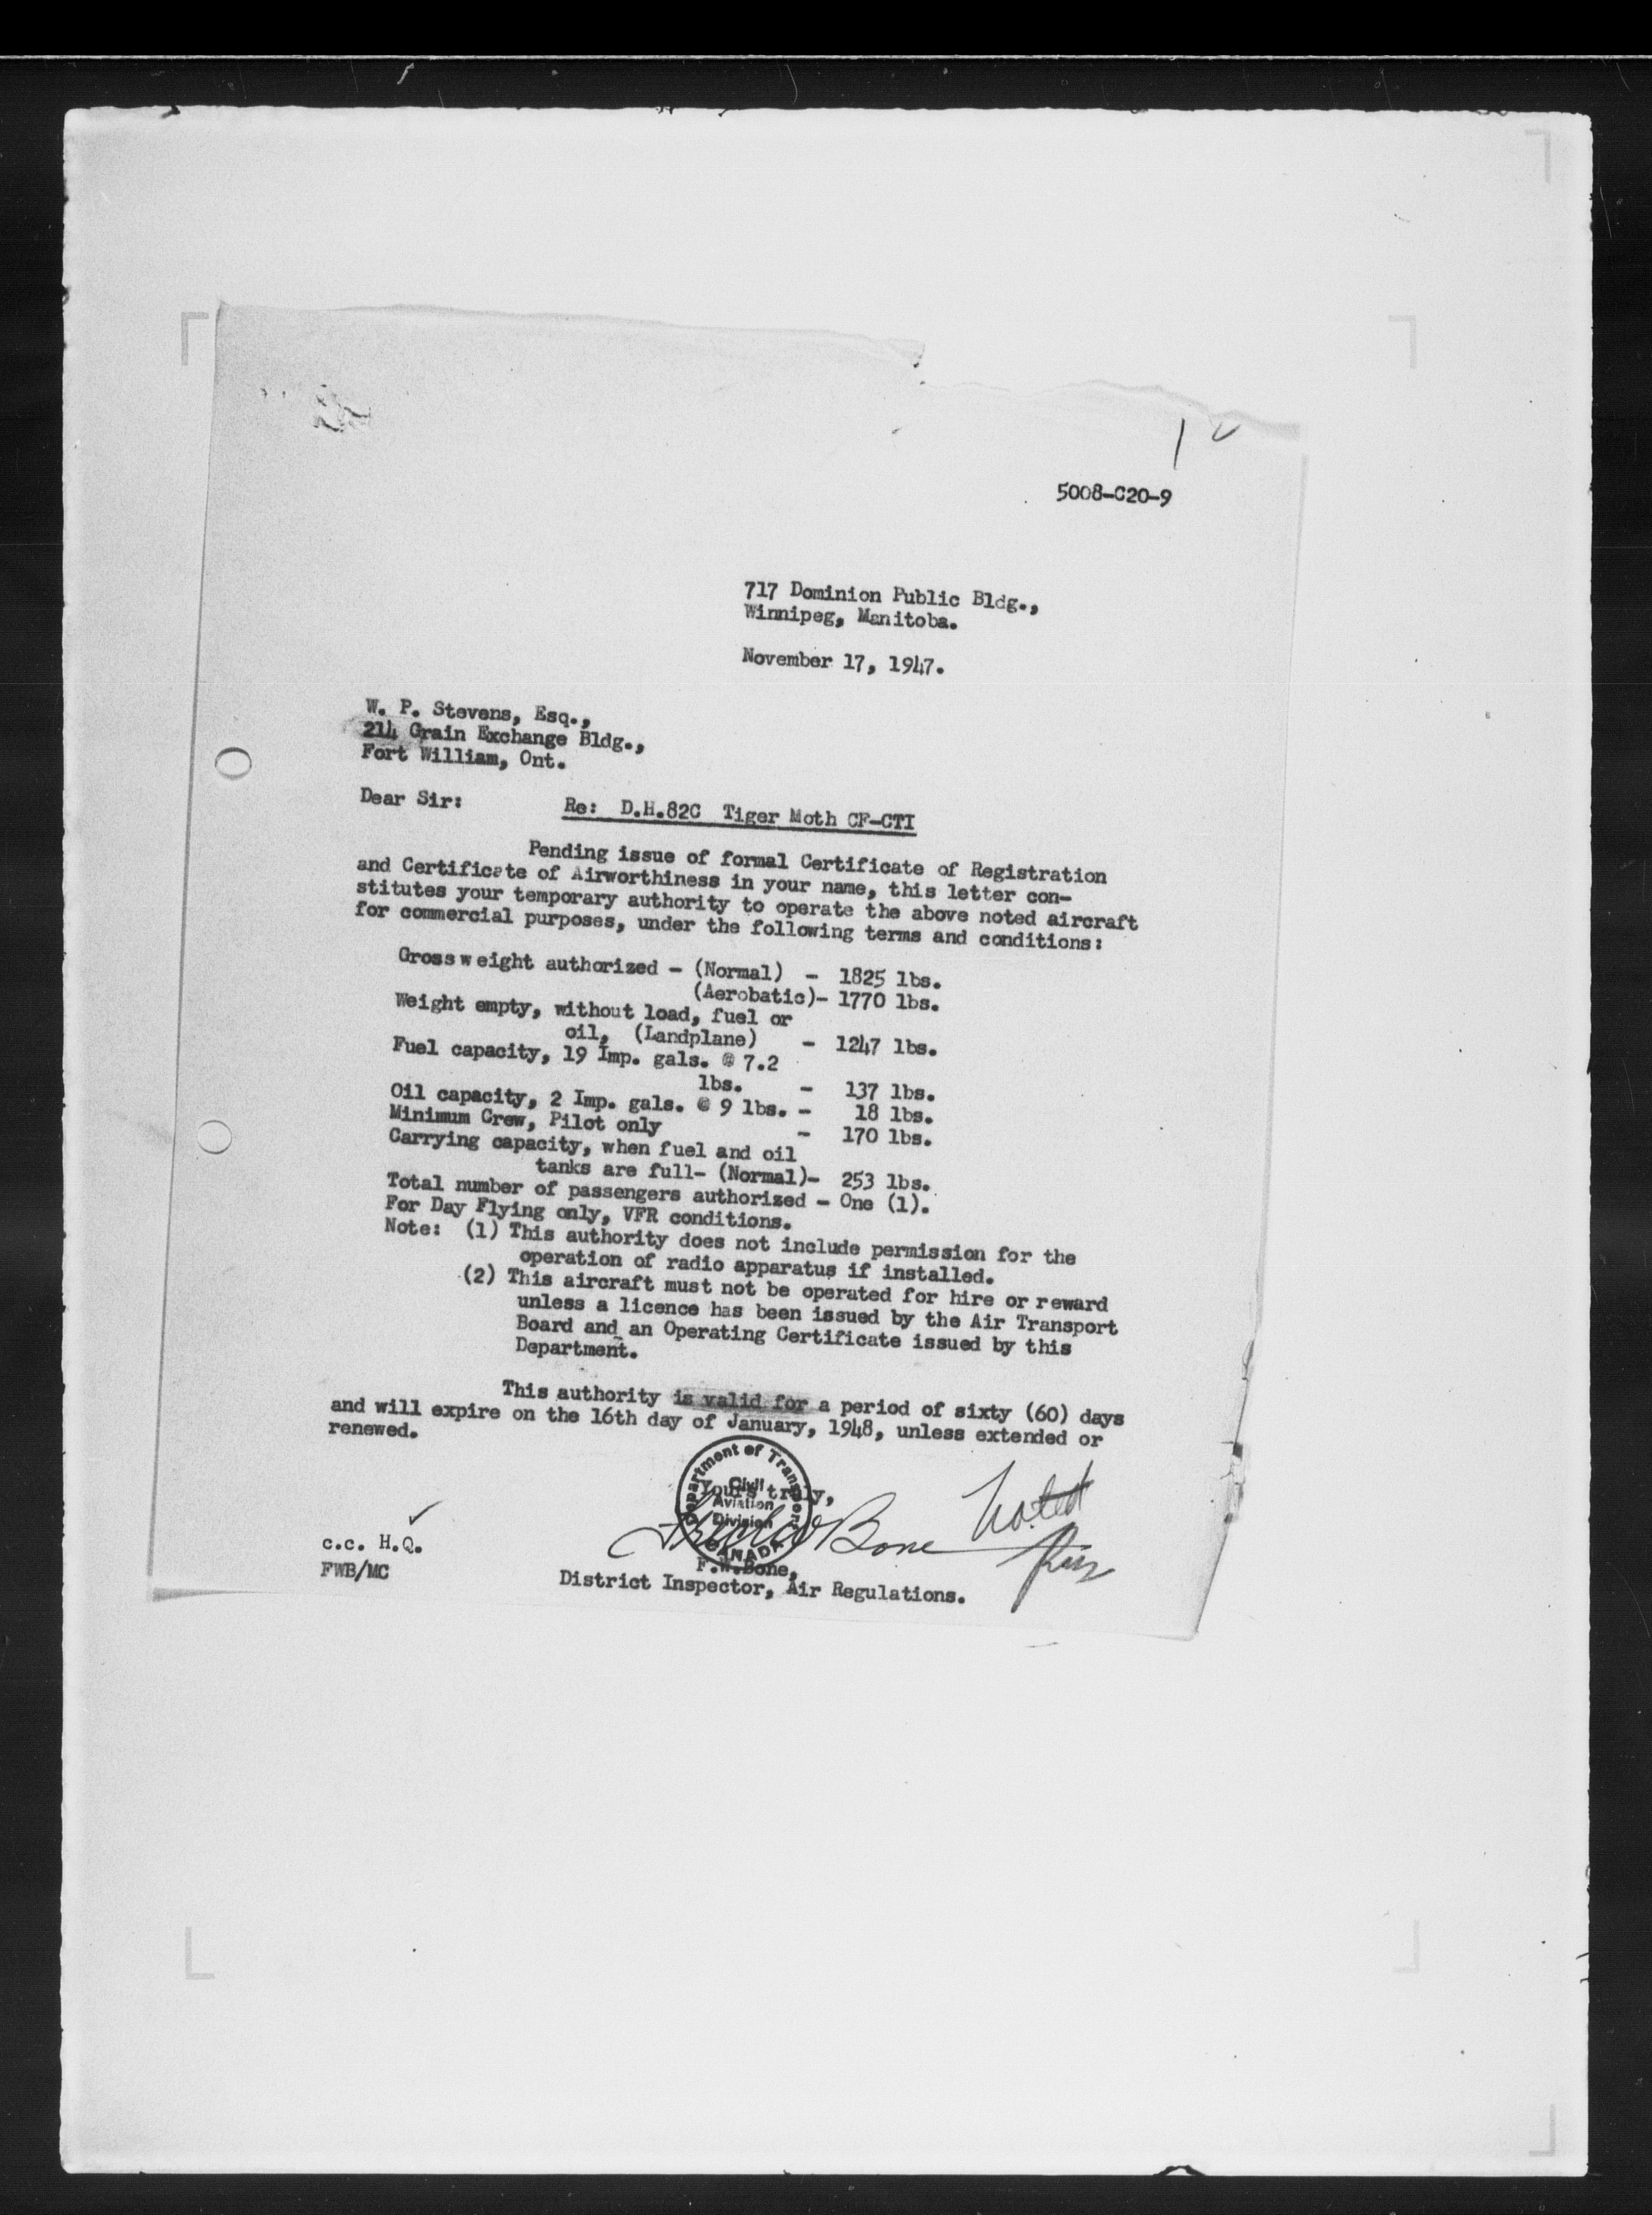 5008-C20-9
717 Dominion Public Bldg.,
Winnipeg, Manitoba.
November 17, 1947.
W. P. Stevens, Esq.,
214 Grain Exchange Bldg.,
Fort William, Ont.
Dear Sir:
Re: D.H.82C Tiger Moth CF-CTI
Pending issue of formal Certificate of Registration
and Certificate of Airworthiness in your name, this letter con-
stitutes your temporary authority to operate the above noted aircraft
for commercial purposes, under the following terms and conditions:
Gross weight authorized - (Normal) - 1825 lbs.
(Aerobatic)- 1770 lbs.
Weight empty, without load, fuel or
oil, (Landplane) - 1247 lbs.
Fuel capacity, 19 Imp. gals. @ 7.2
lbs. - 137 lbs.
Oil capacity, 2 Imp. gals. @ 9 lbs. - 18 lbs.
Minimum Crew, Pilot only - 170 lbs.
Carrying capacity, when fuel and oil
tanks are full- (Normal)- 253 lbs.
Total number of passengers authorized - One (1).
For Day Flying only, VFR conditions.
Note: (1) This authority does not include permission for the
operation of radio apparatus if installed.
(2) This aircraft must not be operated for hire or reward
unless a licence has been issued by the Air Transport
Board and an Operating Certificate issued by this
Department.
This authority is valid for a period of sixty (60) days
and will expire on the 16th day of January, 1948, unless extended or
renewed.
Yours truly,
Department of Transport
Civil
Aviation
Division
CANADA
Bone
Noted
c.c. H.Q.
FWB/MC
F.W.Bone,
District Inspector, Air Regulations.